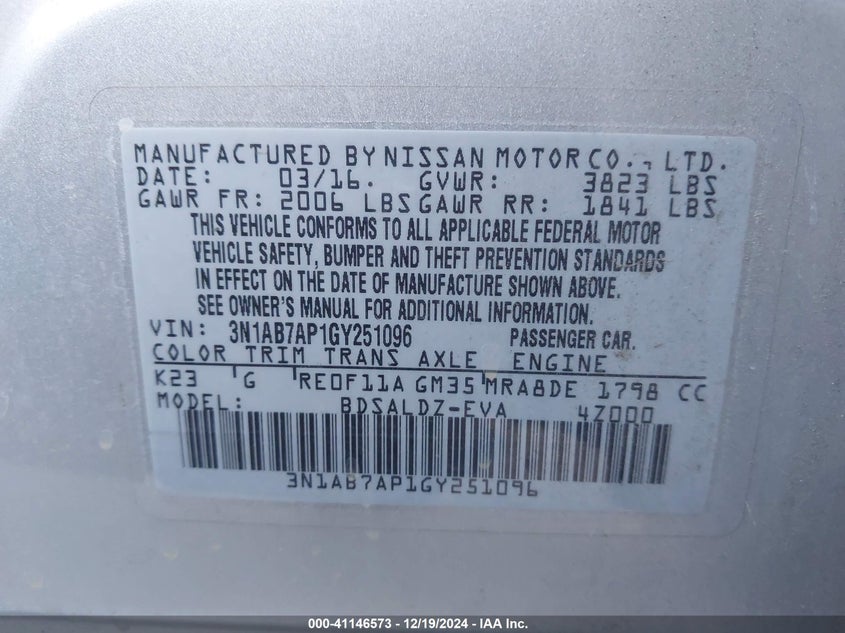 MANUFACTURED BY NISSAN MOTOR CO., LTD.
DATE: 03/16. GVWR: 3823 LBS
GAWR FR: 2006 LBS GAWR RR: 1841 LBS
THIS VEHICLE CONFORMS TO ALL APPLICABLE FEDERAL MOTOR
VEHICLE SAFETY, BUMPER AND THEFT PREVENTION STANDARDS
IN EFFECT ON THE DATE OF MANUFACTURE SHOWN ABOVE.
SEE OWNER'S MANUAL FOR ADDITIONAL INFORMATION.
VIN: 3N1AB7AP1GY251096 PASSENGER CAR.
COLOR TRIM TRANS AXLE ENGINE
K23 G RE0F11A GM35 MRA8DE 1798 CC
MODEL: BDSALDZ-EVA 4Z000
3N1AB7AP1GY251096
000-41146573 - 12/19/2024 - IAA Inc.